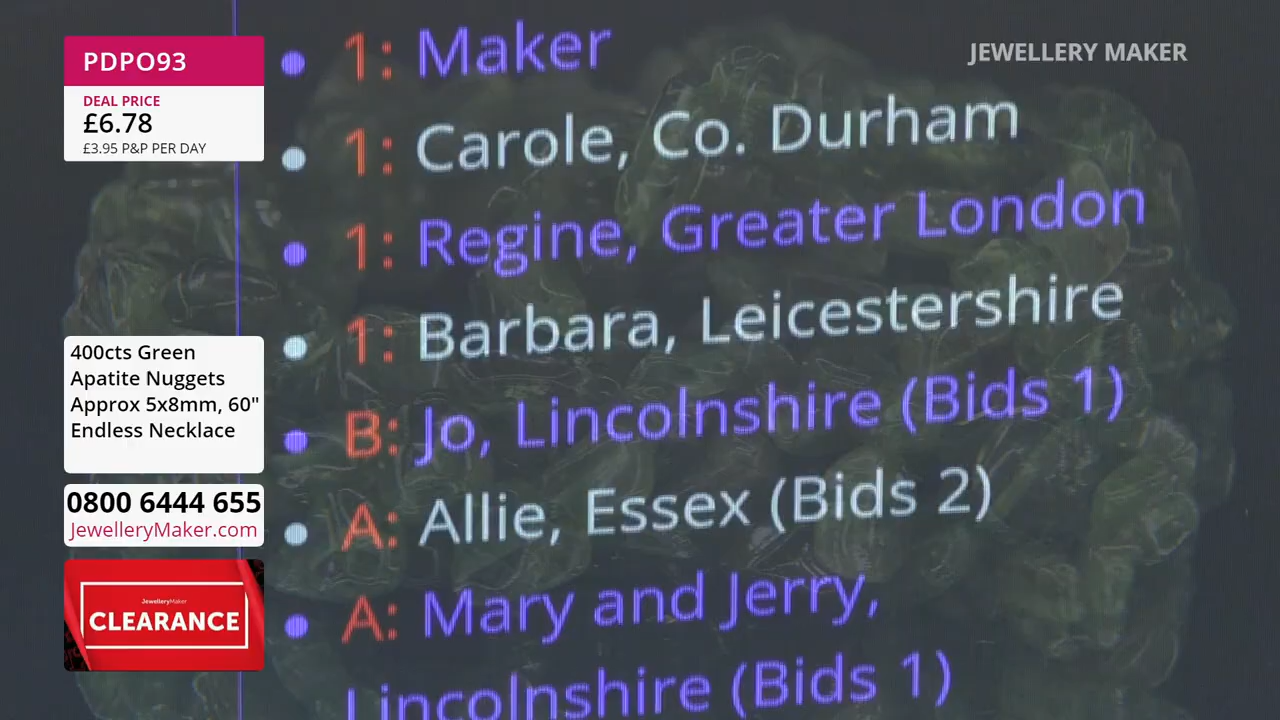 PDPO93
DEAL PRICE
£6.78
£3.95 P&P PER DAY
400cts Green
Apatite Nuggets
Approx 5x8mm, 60"
Endless Necklace
0800 6444 655
JewelleryMaker.com
JewelleryMaker
CLEARANCE
JEWELLERY MAKER
1: Maker
1: Carole, Co. Durham
1: Regine, Greater London
1: Barbara, Leicestershire
B: Jo, Lincolnshire (Bids 1)
A: Allie, Essex (Bids 2)
A: Mary and Jerry,
Lincolnshire (Bids 1)